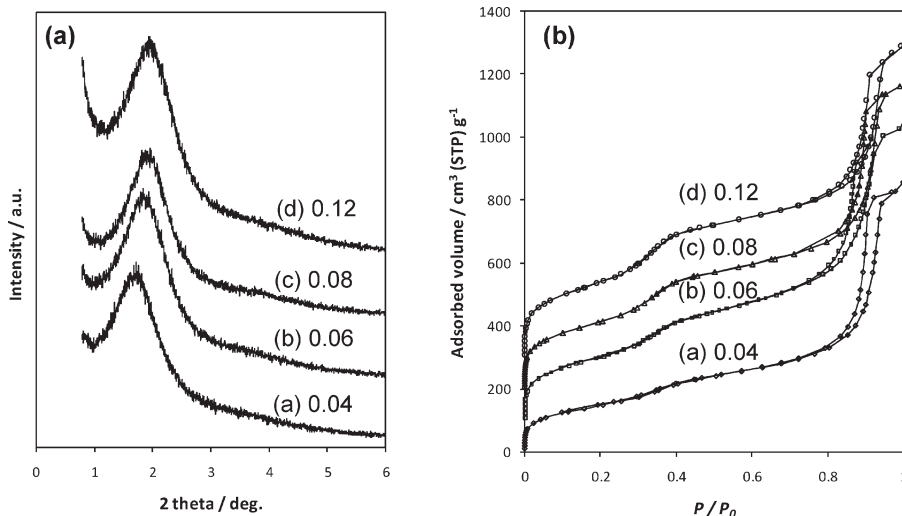 (a)
(d) 0.12
(c) 0.08
(b) 0.06
(a) 0.04
Intensity / a.u.
0 1 2 3 4 5 6
2 theta / deg.
(b)
1400
1200
1000
800
600
400
200
0
(d) 0.12
(c) 0.08
(b) 0.06
(a) 0.04
Adsorbed volume / cm³ (STP) g⁻¹
0 0.2 0.4 0.6 0.8 1
P / P₀